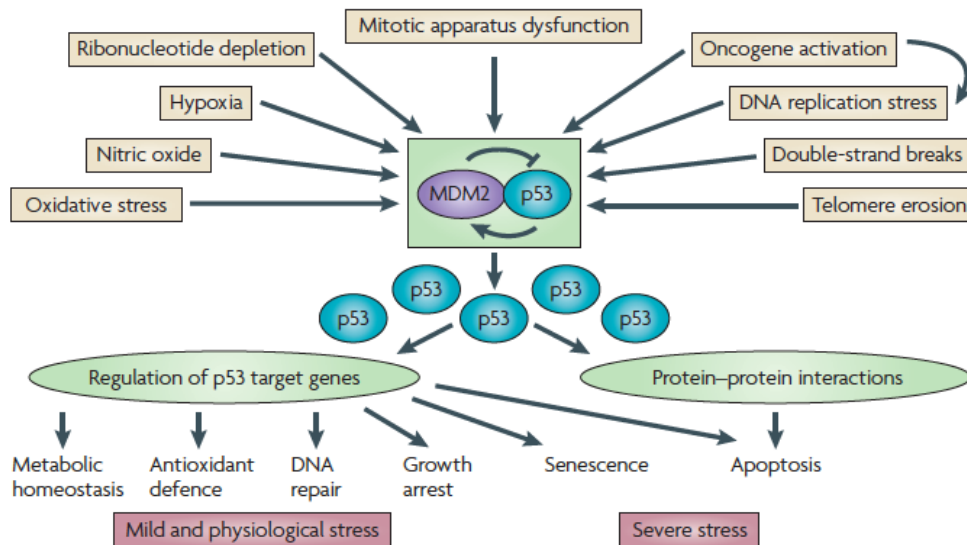 Mitotic apparatus dysfunction
Ribonucleotide depletion
Oncogene activation
Hypoxia
DNA replication stress
Nitric oxide
Double-strand breaks
Oxidative stress
Telomere erosion
MDM2
p53
p53
p53
p53
p53
p53
Regulation of p53 target genes
Protein–protein interactions
Metabolic
homeostasis
Antioxidant
defence
DNA
repair
Growth
arrest
Senescence
Apoptosis
Mild and physiological stress
Severe stress